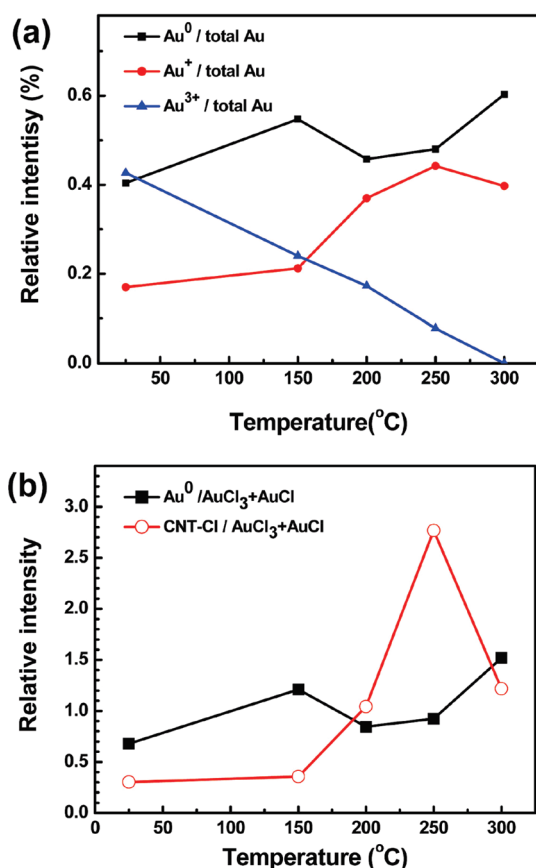 (a)
Au⁰ / total Au
Au⁺ / total Au
Au³⁺ / total Au
Relative intentisy (%)
0.6
0.4
0.2
0.0
50 100 150 200 250 300
Temperature(°C)
(b)
Au⁰ /AuCl₃+AuCl
CNT-Cl / AuCl₃+AuCl
Relative intensity
3.0
2.5
2.0
1.5
1.0
0.5
0.0
0 50 100 150 200 250 300
Temperature (°C)